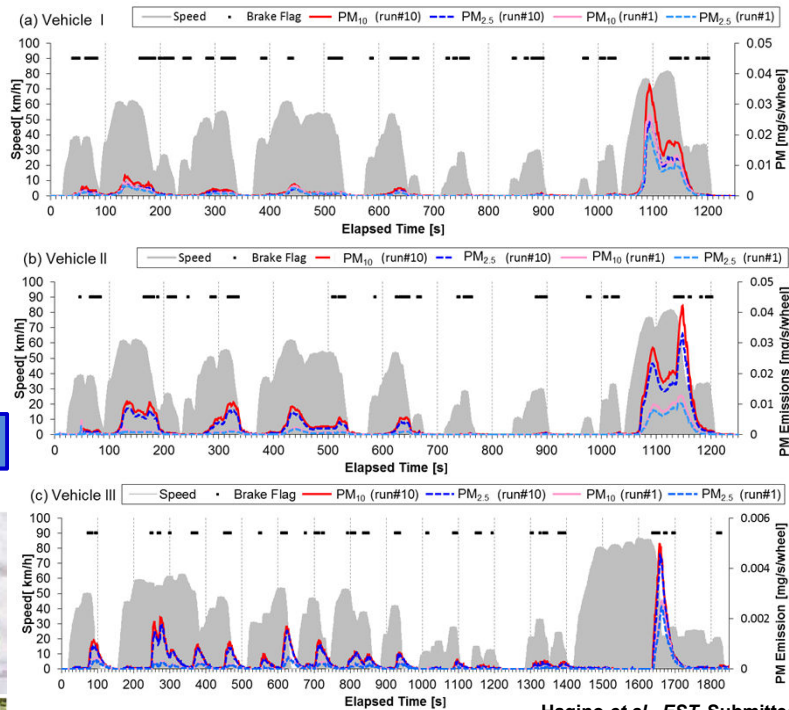 (a) Vehicle I
Speed Brake Flag PM10 (run#10) PM2.5 (run#10) PM10 (run#1) PM2.5 (run#1)
Speed[ km/h]
100
90
80
70
60
50
40
30
20
10
0
0 100 200 300 400 500 600 700 800 900 1000 1100 1200
Elapsed Time [s]
0.05
0.04
0.03
0.02
0.01
0
PM [mg/s/wheel]
(b) Vehicle II
Speed Brake Flag PM10 (run#10) PM2.5 (run#10) PM10 (run#1) PM2.5 (run#1)
Speed[ km/h]
100
90
80
70
60
50
40
30
20
10
0
0 100 200 300 400 500 600 700 800 900 1000 1100 1200
Elapsed Time [s]
0.05
0.04
0.03
0.02
0.01
0
PM Emissions [mg/s/wheel]
(c) Vehicle III
Speed Brake Flag PM10 (run#10) PM2.5 (run#10) PM10 (run#1) PM2.5 (run#1)
Speed[ km/h]
100
90
80
70
60
50
40
30
20
10
0
0 100 200 300 400 500 600 700 800 900 1000 1100 1200 1300 1400 1500 1600 1700 1800
Elapsed Time [s]
0.006
0.004
0.002
0
PM Emission [mg/s/wheel]